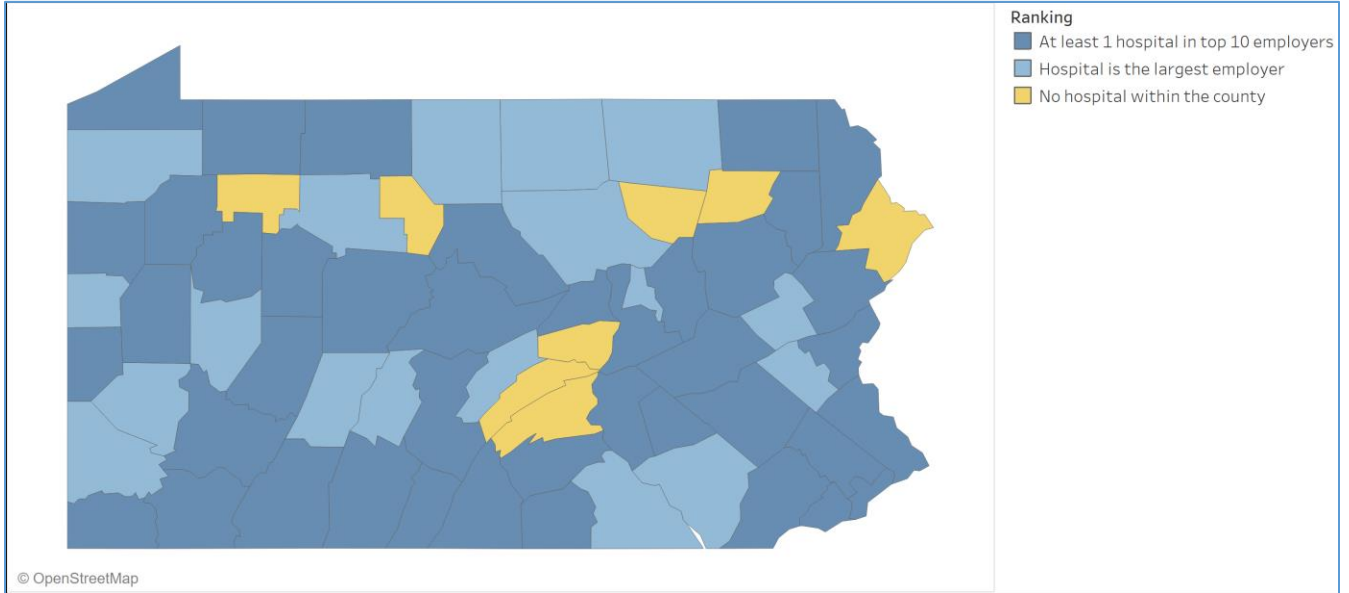 Ranking
At least 1 hospital in top 10 employers
Hospital is the largest employer
No hospital within the county
© OpenStreetMap